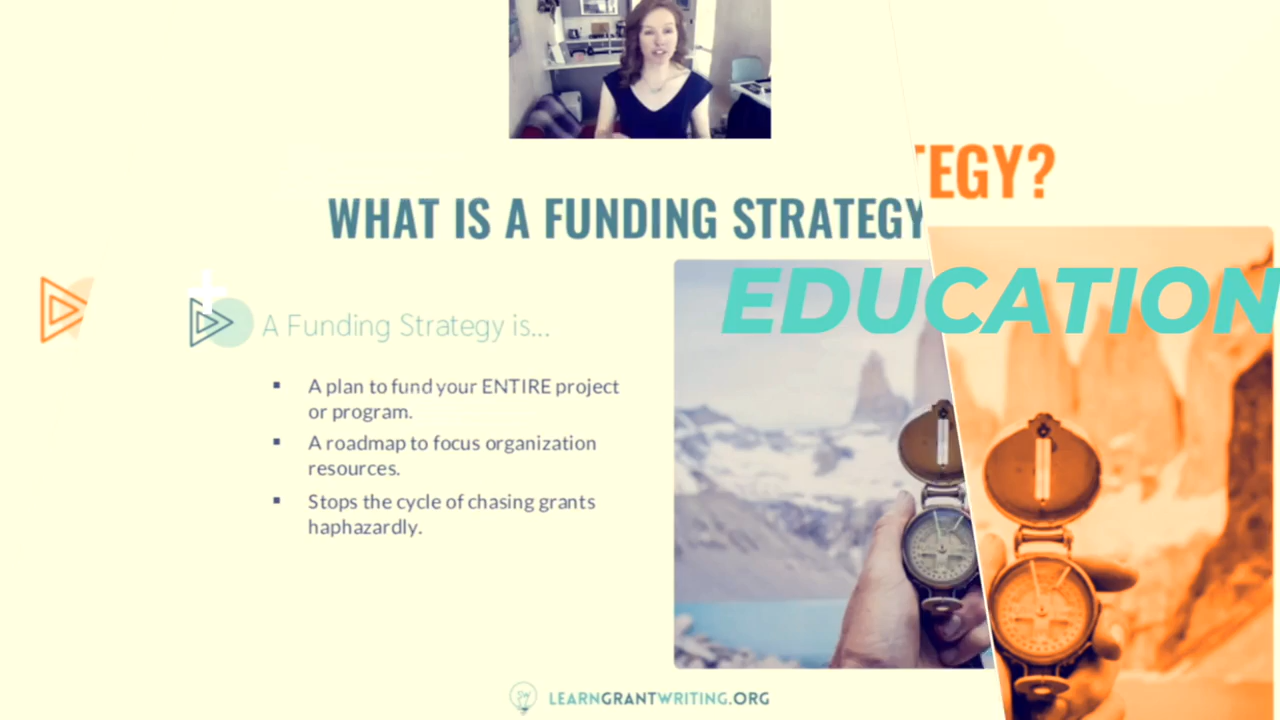 WHAT IS A FUNDING STRATEGY
TEGY?
EDUCATION
A Funding Strategy is...
▪ A plan to fund your ENTIRE project
or program.
▪ A roadmap to focus organization
resources.
▪ Stops the cycle of chasing grants
haphazardly.
LEARNGRANTWRITING.ORG